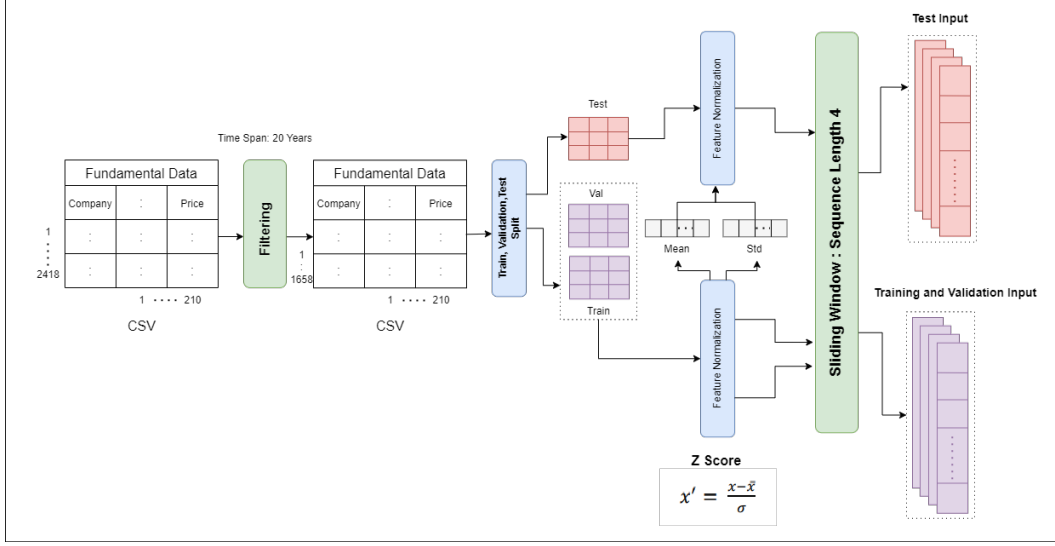 Test Input
Time Span: 20 Years
Test
Feature Normalization
Sliding Window : Sequence Length 4
Fundamental Data
Company : Price
: : :
: : :
1
2418
1 .... 210
CSV
Filtering
Fundamental Data
Company : Price
: : :
: : :
1
:
1658
1 .... 210
CSV
Train, Validation,Test
Split
Val
Train
Mean
Std
Feature Normalization
Training and Validation Input
Z Score
x′ = (x−x̄)/σ